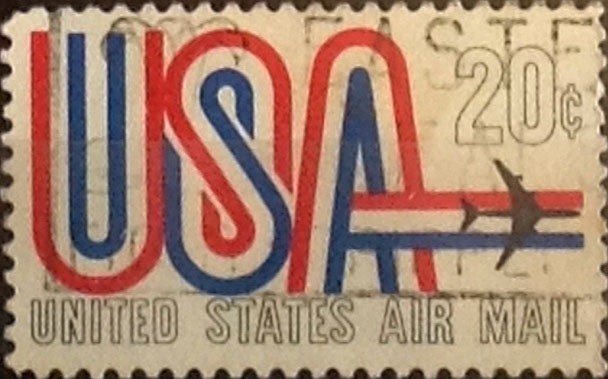 USA
20¢
UNITED STATES AIR MAIL